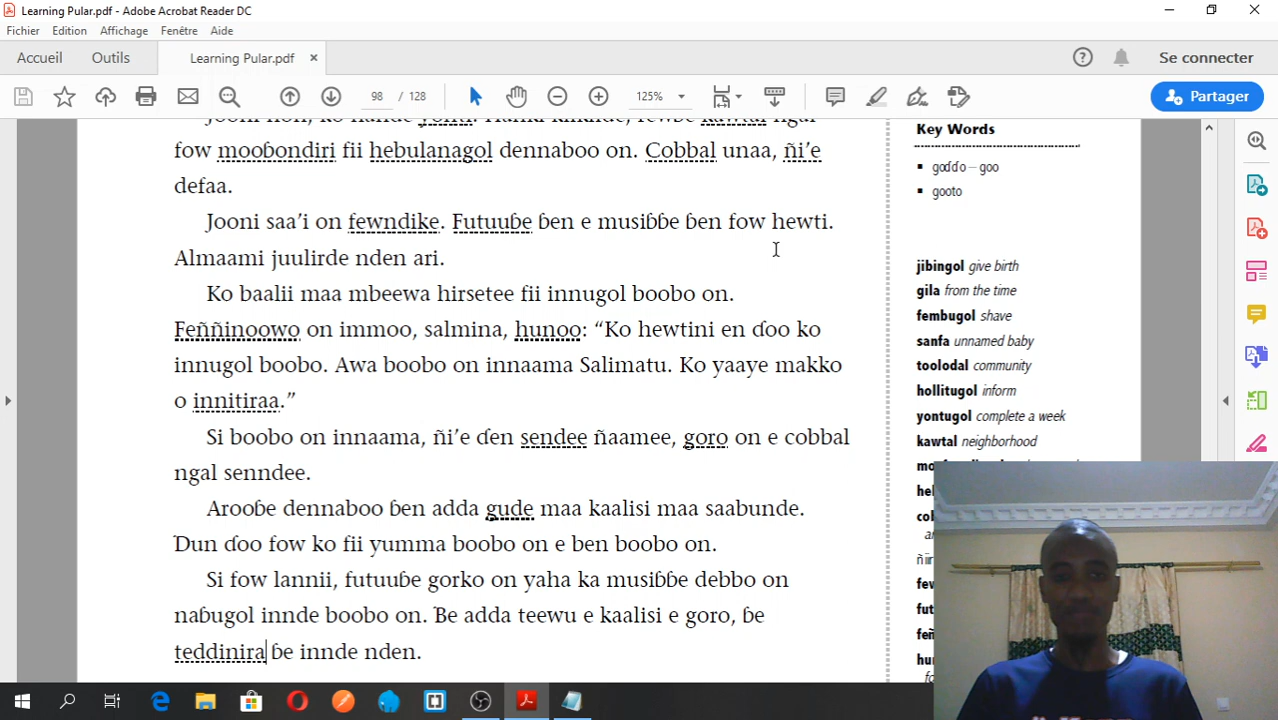 Learning Pular.pdf - Adobe Acrobat Reader DC
Fichier Edition Affichage Fenêtre Aide
Accueil Outils Learning Pular.pdf × Se connecter
98 / 128 125% Partager
fow mooɓondiri fii hebulanagol dennaboo on. Cobbal unaa, ñi’e
defaa.
Jooni saa’i on fewndike. Futuuɓe ɓen e musiɓɓe ɓen fow hewti.
Almaami juulirde nden ari.
Ko baalii maa mbeewa hirsetee fii innugol boobo on.
Feññinoowo on immoo, salmina, hunoo: “Ko hewtini en ɗoo ko
innugol boobo. Awa boobo on innaama Salimatu. Ko yaaye makko
o innitiraa.”
Si boobo on innaama, ñi’e ɗen sendee ñaamee, goro on e cobbal
ngal senndee.
Arooɓe dennaboo ɓen adda gude maa kaalisi maa saabunde.
Ɗun ɗoo fow ko fii yumma boobo on e ben boobo on.
Si fow lannii, futuuɓe gorko on yaha ka musiɓɓe debbo on
naɓugol innde boobo on. Ɓe adda teewu e kaalisi e goro, ɓe
teddinira ɓe innde nden.
Key Words
▪ goɗɗo – goo
▪ gooto
jibingol give birth
gila from the time
fembugol shave
sanfa unnamed baby
toolodal community
hollitugol inform
yontugol complete a week
kawtal neighborhood